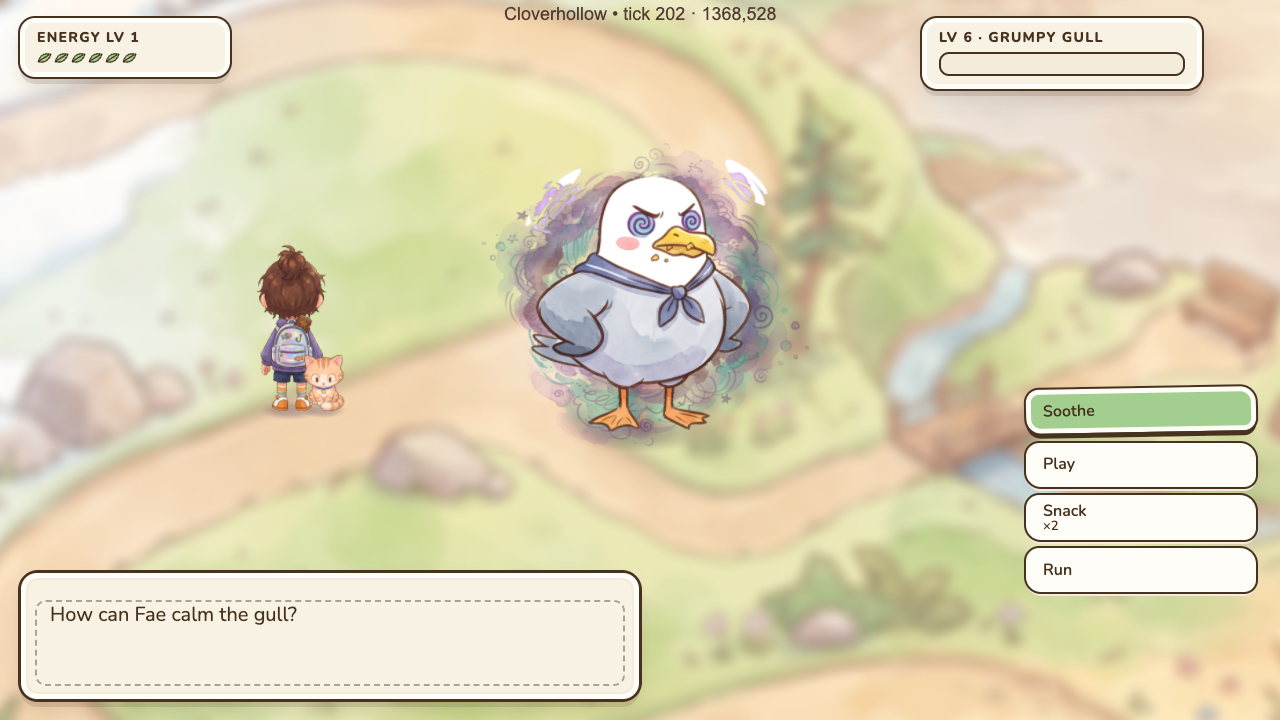 Cloverhollow • tick 202 · 1368,528
ENERGY LV 1
LV 6 · GRUMPY GULL
Soothe
Play
Snack
×2
Run
How can Fae calm the gull?